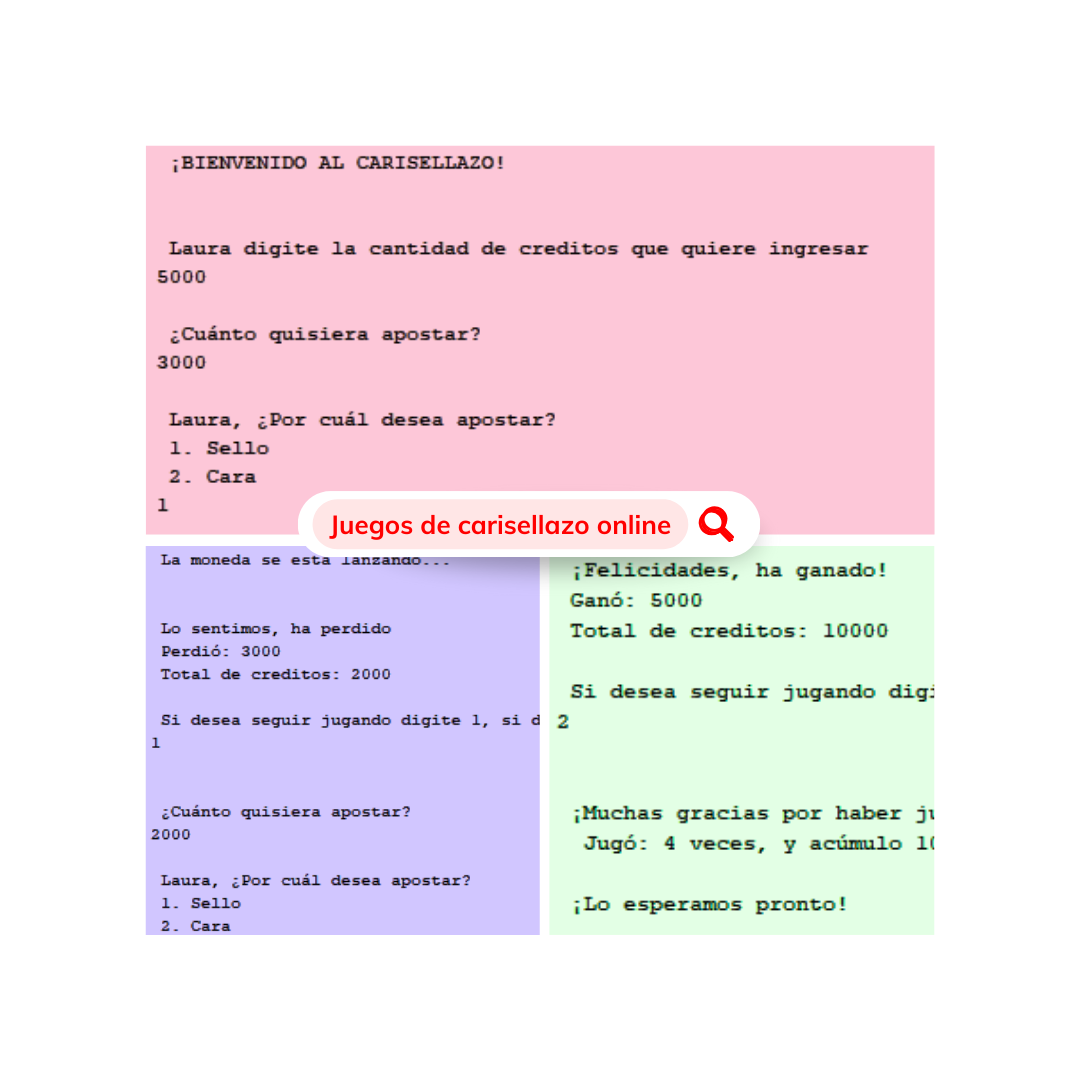 ¡BIENVENIDO AL CARISELLAZO!
Laura digite la cantidad de creditos que quiere ingresar
5000
¿Cuánto quisiera apostar?
3000
Laura, ¿Por cuál desea apostar?
1. Sello
2. Cara
1
Juegos de carisellazo online
La moneda se esta lanzando...
Lo sentimos, ha perdido
Perdió: 3000
Total de creditos: 2000
Si desea seguir jugando digite 1, si d
1
¿Cuánto quisiera apostar?
2000
Laura, ¿Por cuál desea apostar?
1. Sello
2. Cara
¡Felicidades, ha ganado!
Ganó: 5000
Total de creditos: 10000
Si desea seguir jugando digi
2
¡Muchas gracias por haber ju
Jugó: 4 veces, y acúmulo 10
¡Lo esperamos pronto!